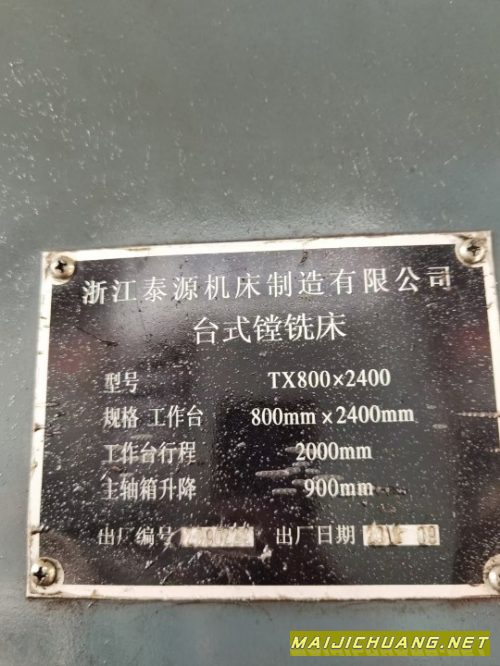 浙江泰源机床制造有限公司
台式镗铣床
型号 TX800×2400
规格 工作台 800mm×2400mm
工作台行程 2000mm
主轴箱升降 900mm
出厂编号 出厂日期
MAIJICHUANG.NET